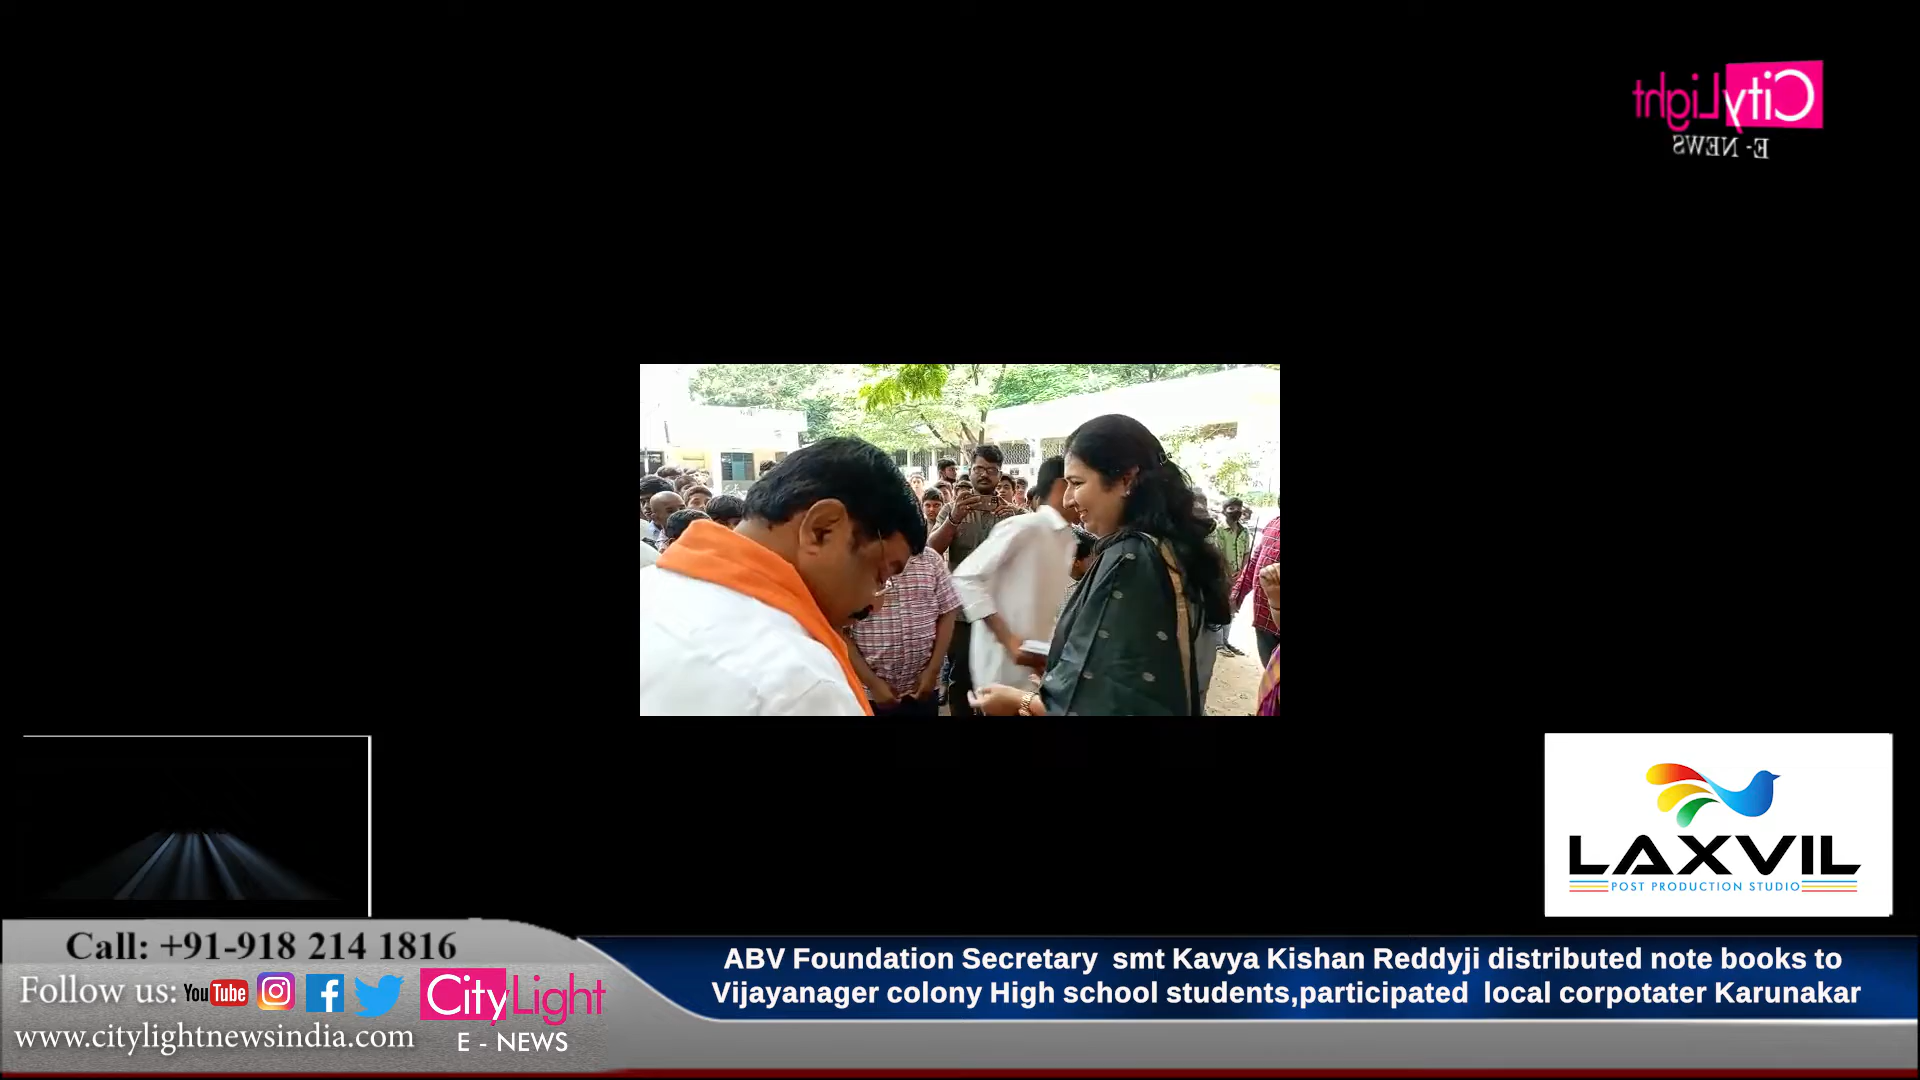 CityLight
E - NEWS
LAXVIL
POST PRODUCTION STUDIO
Call: +91-918 214 1816
Follow us: YouTube CityLight
www.citylightnewsindia.com E - NEWS
ABV Foundation Secretary smt Kavya Kishan Reddyji distributed note books to
Vijayanager colony High school students,participated local corpotater Karunakar